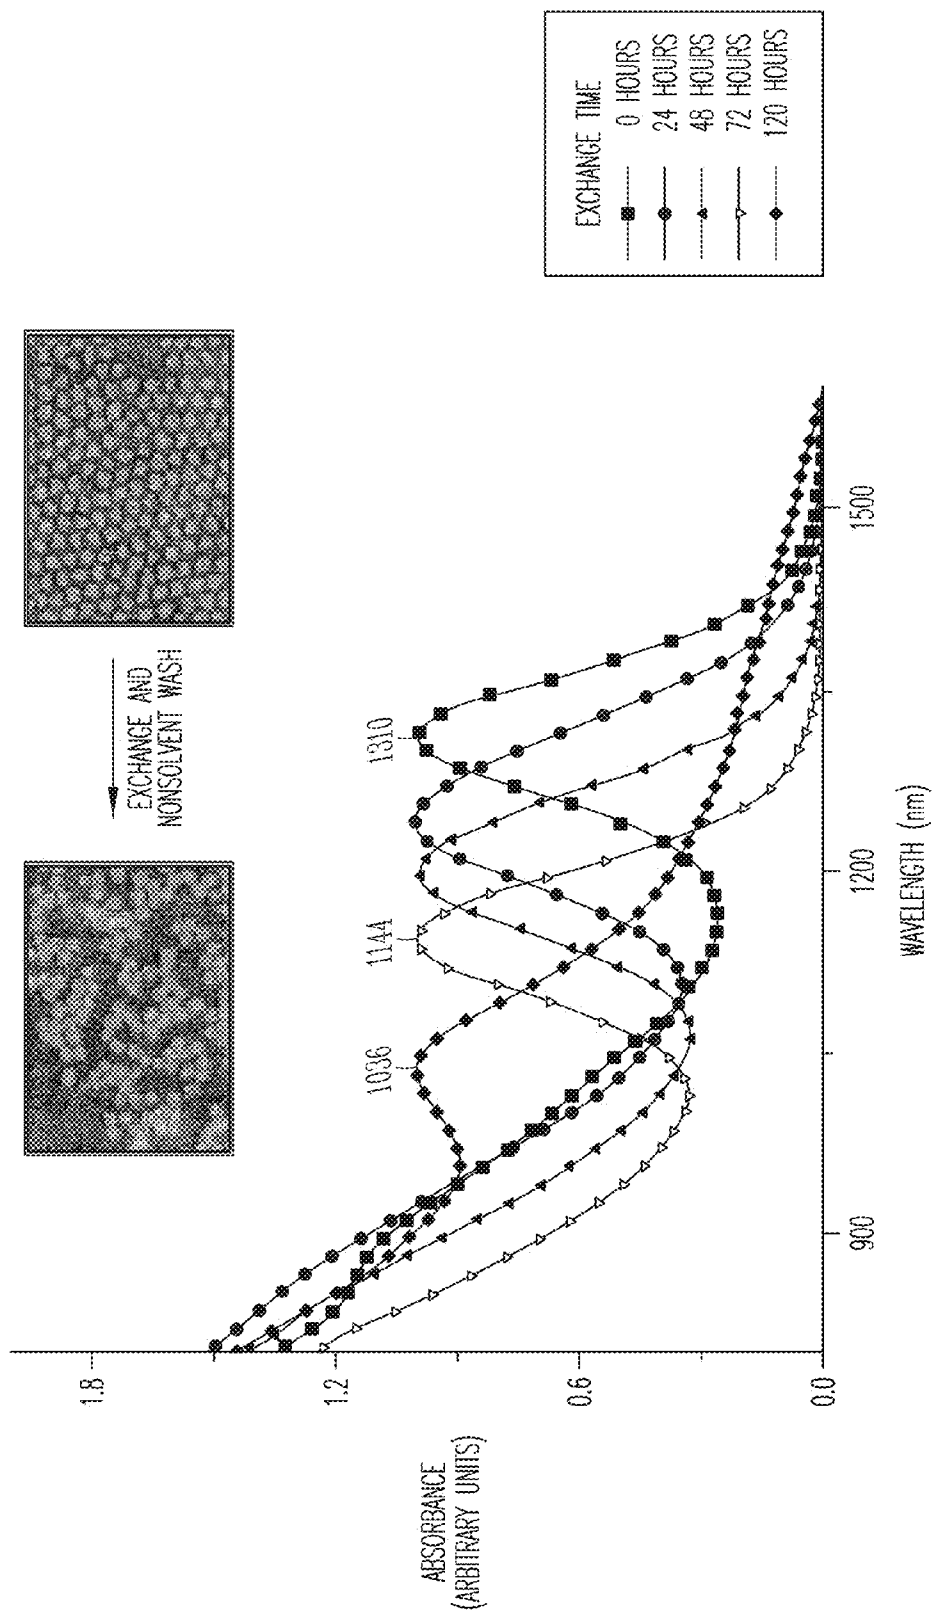 EXCHANGE AND
NONSOLVENT WASH
ABSORBANCE
(ARBITRARY UNITS)
1.8
1.2
0.6
0.0
1036
1144
1310
900
1200
1500
WAVELENGTH (nm)
EXCHANGE TIME
0 HOURS
24 HOURS
48 HOURS
72 HOURS
120 HOURS